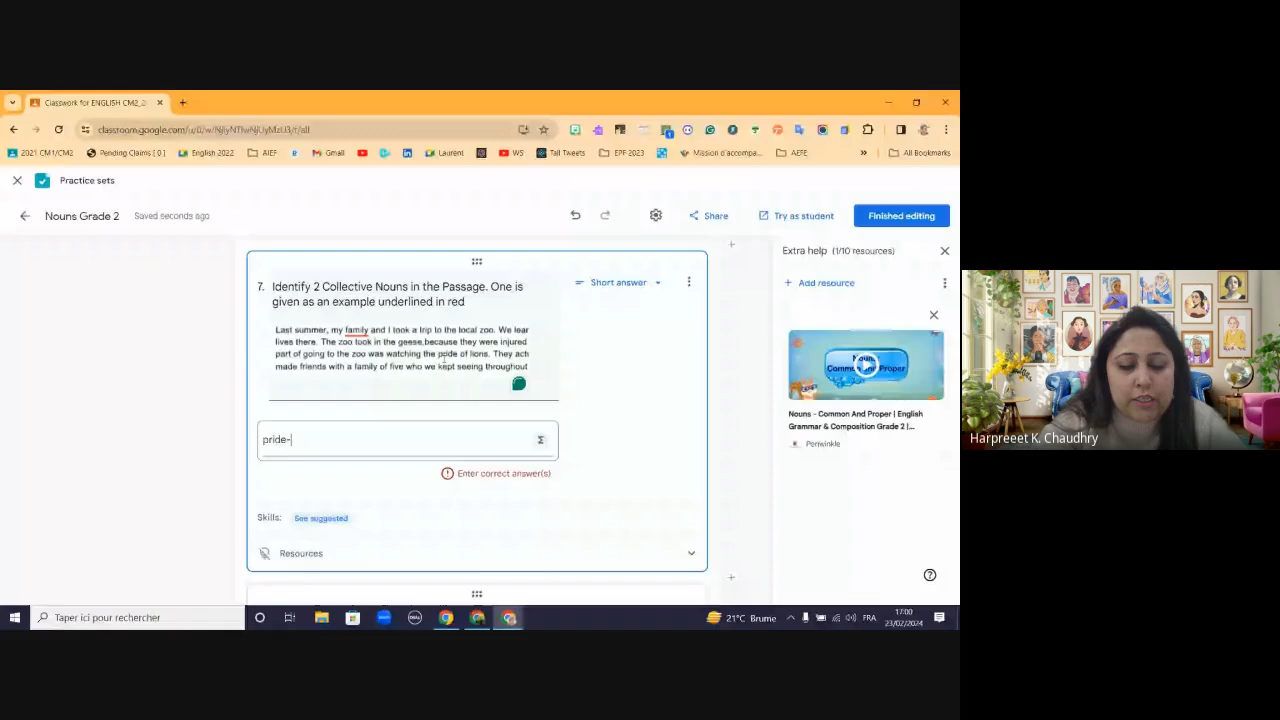 Classwork for ENGLISH CM2_2
2021 CM1/CM2
Pending Claims [ 0 ]
English 2022
AIEF
Gmail
Laurent
WS
Tall Tweets
EPF 2023
Mission d'accompa...
AEFE
All Bookmarks
Practice sets
Nouns Grade 2
Saved seconds ago
Share
Try as student
Finished editing
7. Identify 2 Collective Nouns in the Passage. One is
given as an example underlined in red
Short answer
Last summer, my family and I took a trip to the local zoo. We lear
lives there. The zoo took in the geese,because they were injured
part of going to the zoo was watching the pride of lions. They acti
made friends with a family of five who we kept seeing throughout
pride-
Enter correct answer(s)
Skills:
See suggested
Resources
Extra help (1/10 resources)
Add resource
Nouns
Common and Proper
Nouns - Common And Proper | English
Grammar & Composition Grade 2 |...
Periwinkle
Harpreeet K. Chaudhry
Taper ici pour rechercher
21°C Brume
FRA
17:00
23/02/2024